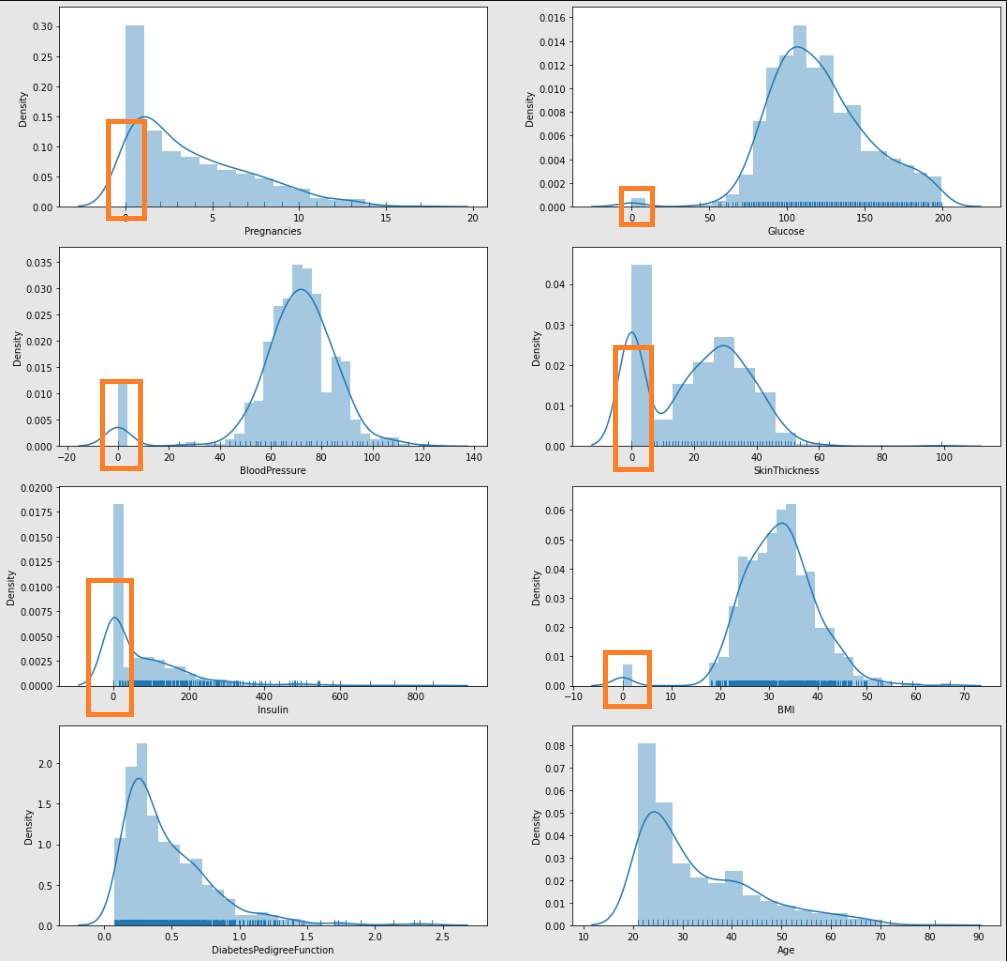 Density
0.30
0.25
0.20
0.15
0.10
0.05
0.00
0 5 10 15 20
Pregnancies
Density
0.016
0.014
0.012
0.010
0.008
0.006
0.004
0.002
0.000
0 50 100 150 200
Glucose
Density
0.035
0.030
0.025
0.020
0.015
0.010
0.005
0.000
−20 0 20 40 60 80 100 120 140
BloodPressure
Density
0.04
0.03
0.02
0.01
0.00
0 20 40 60 80 100
SkinThickness
Density
0.0200
0.0175
0.0150
0.0125
0.0100
0.0075
0.0050
0.0025
0.0000
0 200 400 600 800
Insulin
Density
0.06
0.05
0.04
0.03
0.02
0.01
0.00
−10 0 10 20 30 40 50 60 70
BMI
Density
2.0
1.5
1.0
0.5
0.0
0.0 0.5 1.0 1.5 2.0 2.5
DiabetesPedigreeFunction
Density
0.08
0.07
0.06
0.05
0.04
0.03
0.02
0.01
0.00
10 20 30 40 50 60 70 80 90
Age